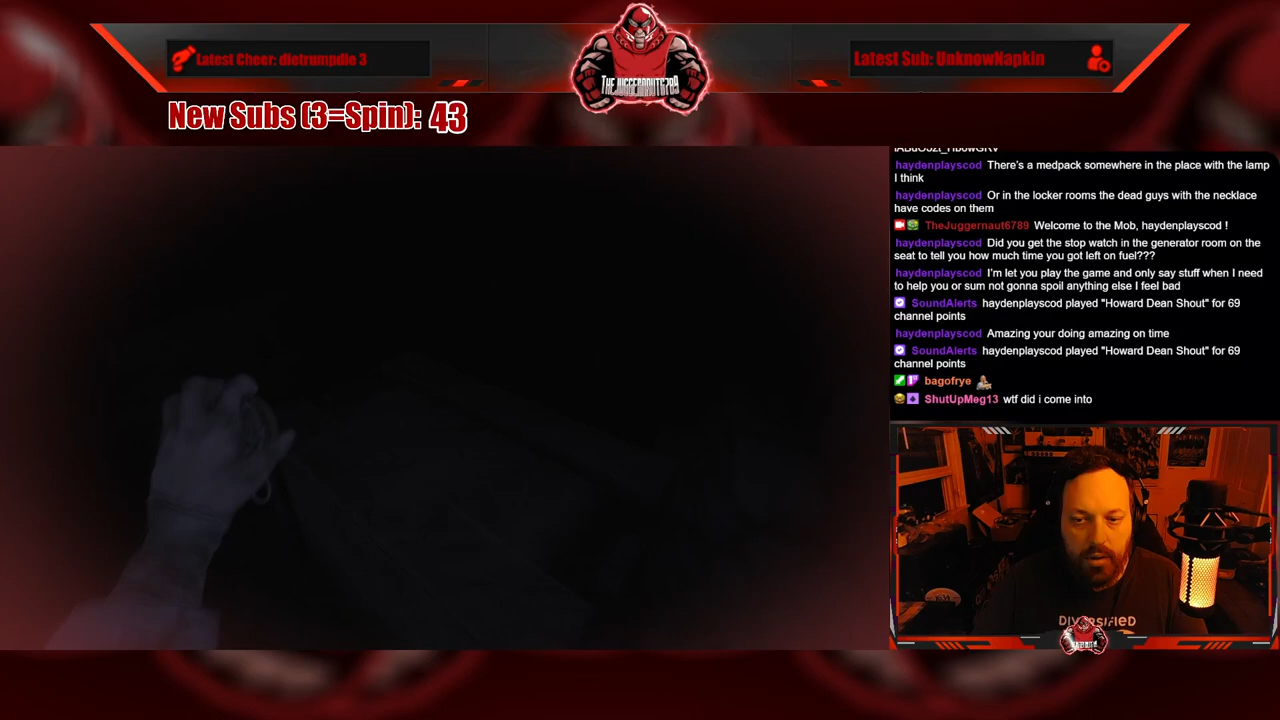 Latest Cheer: dietrumpdie 3
THEJUGGERNAUT6789
Latest Sub: UnknowNapkin
New Subs (3=Spin): 43
haydenplayscod There's a medpack somewhere in the place with the lamp
I think
haydenplayscod Or in the locker rooms the dead guys with the necklace
have codes on them
TheJuggernaut6789 Welcome to the Mob, haydenplayscod !
haydenplayscod Did you get the stop watch in the generator room on the
seat to tell you how much time you got left on fuel???
haydenplayscod I'm let you play the game and only say stuff when I need
to help you or sum not gonna spoil anything else I feel bad
SoundAlerts haydenplayscod played "Howard Dean Shout" for 69
channel points
haydenplayscod Amazing your doing amazing on time
SoundAlerts haydenplayscod played "Howard Dean Shout" for 69
channel points
bagofrye
ShutUpMeg13 wtf did i come into
DIVERSIFIED